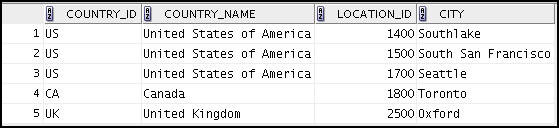 COUNTRY_ID COUNTRY_NAME LOCATION_ID CITY
1 US United States of America 1400 Southlake
2 US United States of America 1500 South San Francisco
3 US United States of America 1700 Seattle
4 CA Canada 1800 Toronto
5 UK United Kingdom 2500 Oxford